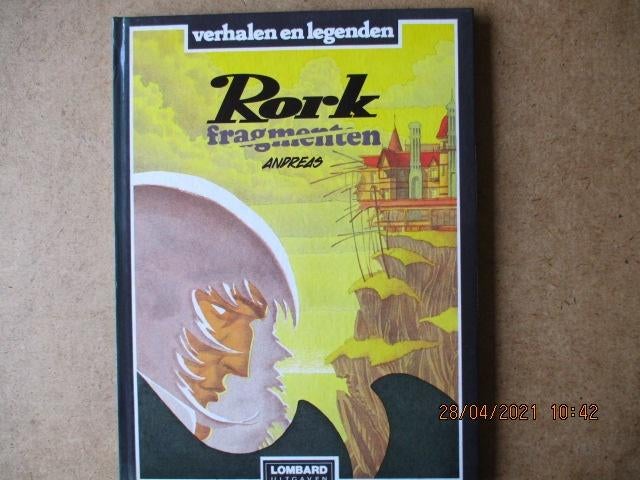 verhalen en legenden
Rork
fragmenten
ANDREAS
28/04/2021 10:42
LOMBARD
UITGAVEN